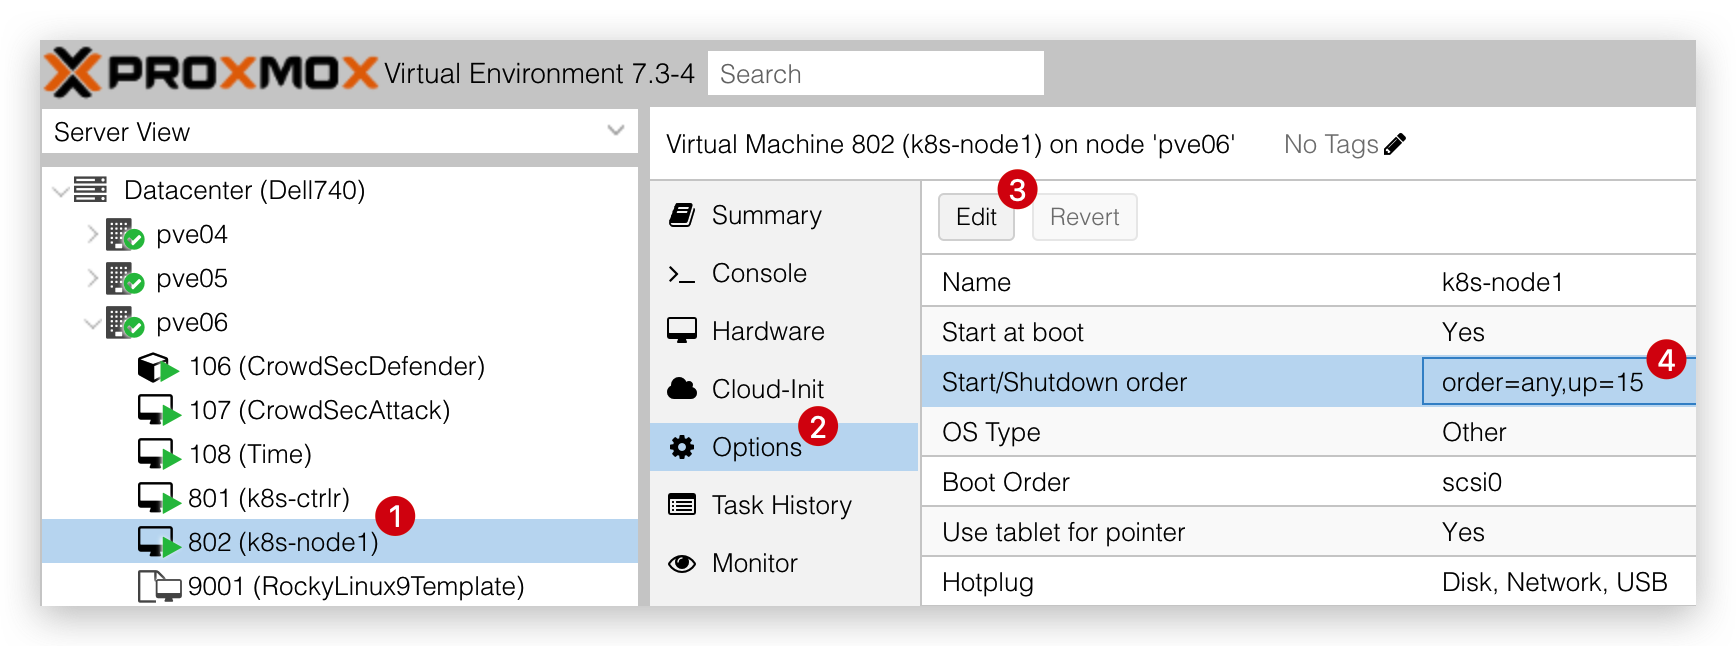 PROXMOX Virtual Environment 7.3-4 Search
Server View
Datacenter (Dell740)
pve04
pve05
pve06
106 (CrowdSecDefender)
107 (CrowdSecAttack)
108 (Time)
801 (k8s-ctrlr)
802 (k8s-node1) 1
9001 (RockyLinux9Template)
Virtual Machine 802 (k8s-node1) on node 'pve06' No Tags
Summary
Console
Hardware
Cloud-Init
Options 2
Task History
Monitor
Edit 3 Revert
Name k8s-node1
Start at boot Yes
Start/Shutdown order order=any,up=15 4
OS Type Other
Boot Order scsi0
Use tablet for pointer Yes
Hotplug Disk, Network, USB